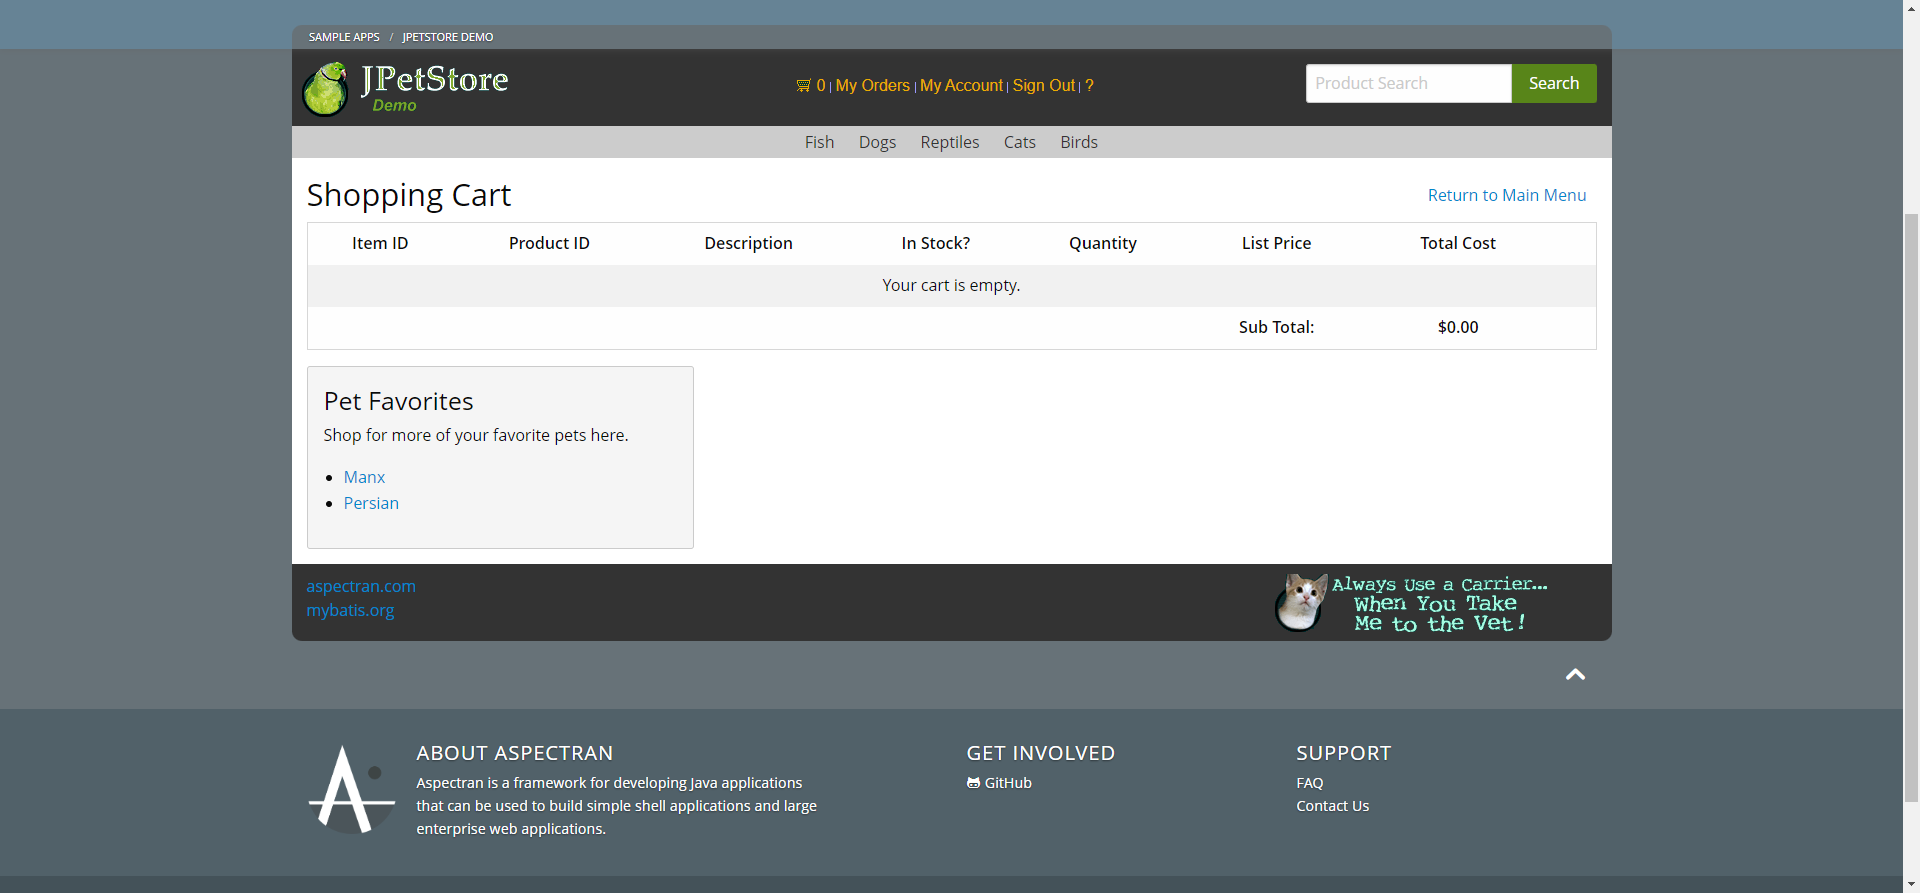 SAMPLE APPS / JPETSTORE DEMO
JPetStore
Demo
0 | My Orders | My Account | Sign Out | ?
Product Search
Search
Fish Dogs Reptiles Cats Birds
Shopping Cart
Return to Main Menu
Item ID Product ID Description In Stock? Quantity List Price Total Cost
Your cart is empty.
Sub Total: $0.00
Pet Favorites
Shop for more of your favorite pets here.
Manx
Persian
aspectran.com
mybatis.org
Always Use a Carrier...
When You Take
Me to the Vet!
ABOUT ASPECTRAN
Aspectran is a framework for developing Java applications
that can be used to build simple shell applications and large
enterprise web applications.
GET INVOLVED
GitHub
SUPPORT
FAQ
Contact Us